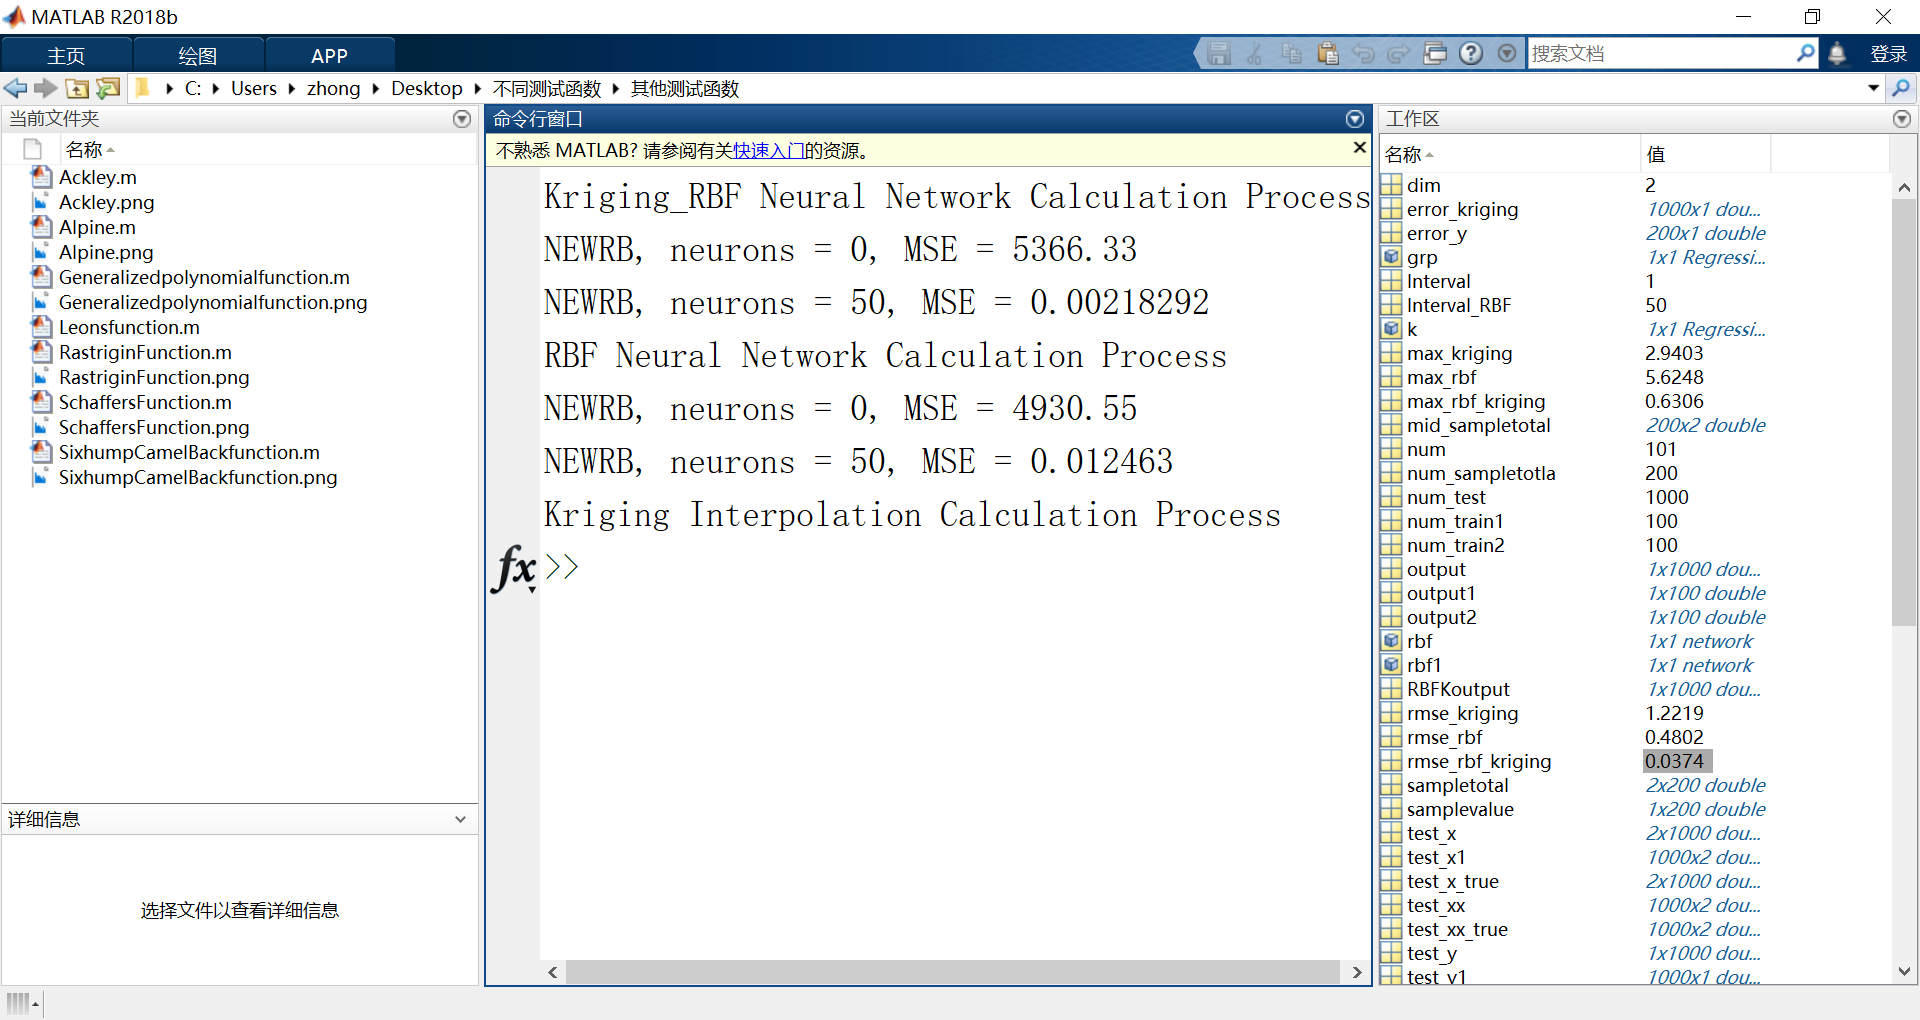 MATLAB R2018b
主页 绘图 APP
搜索文档
登录
C: Users zhong Desktop 不同测试函数 其他测试函数
当前文件夹
名称
Ackley.m
Ackley.png
Alpine.m
Alpine.png
Generalizedpolynomialfunction.m
Generalizedpolynomialfunction.png
Leonsfunction.m
RastriginFunction.m
RastriginFunction.png
SchaffersFunction.m
SchaffersFunction.png
SixhumpCamelBackfunction.m
SixhumpCamelBackfunction.png
详细信息
选择文件以查看详细信息
命令行窗口
不熟悉 MATLAB? 请参阅有关快速入门的资源。
Kriging_RBF Neural Network Calculation Process
NEWRB, neurons = 0, MSE = 5366.33
NEWRB, neurons = 50, MSE = 0.00218292
RBF Neural Network Calculation Process
NEWRB, neurons = 0, MSE = 4930.55
NEWRB, neurons = 50, MSE = 0.012463
Kriging Interpolation Calculation Process
fx >>
工作区
名称 值
dim 2
error_kriging 1000x1 dou...
error_y 200x1 double
grp 1x1 Regressi...
Interval 1
Interval_RBF 50
k 1x1 Regressi...
max_kriging 2.9403
max_rbf 5.6248
max_rbf_kriging 0.6306
mid_sampletotal 200x2 double
num 101
num_sampletotla 200
num_test 1000
num_train1 100
num_train2 100
output 1x1000 dou...
output1 1x100 double
output2 1x100 double
rbf 1x1 network
rbf1 1x1 network
RBFKoutput 1x1000 dou...
rmse_kriging 1.2219
rmse_rbf 0.4802
rmse_rbf_kriging 0.0374
sampletotal 2x200 double
samplevalue 1x200 double
test_x 2x1000 dou...
test_x1 1000x2 dou...
test_x_true 2x1000 dou...
test_xx 1000x2 dou...
test_xx_true 1000x2 dou...
test_y 1x1000 dou...
test_y1 1000x1 dou...